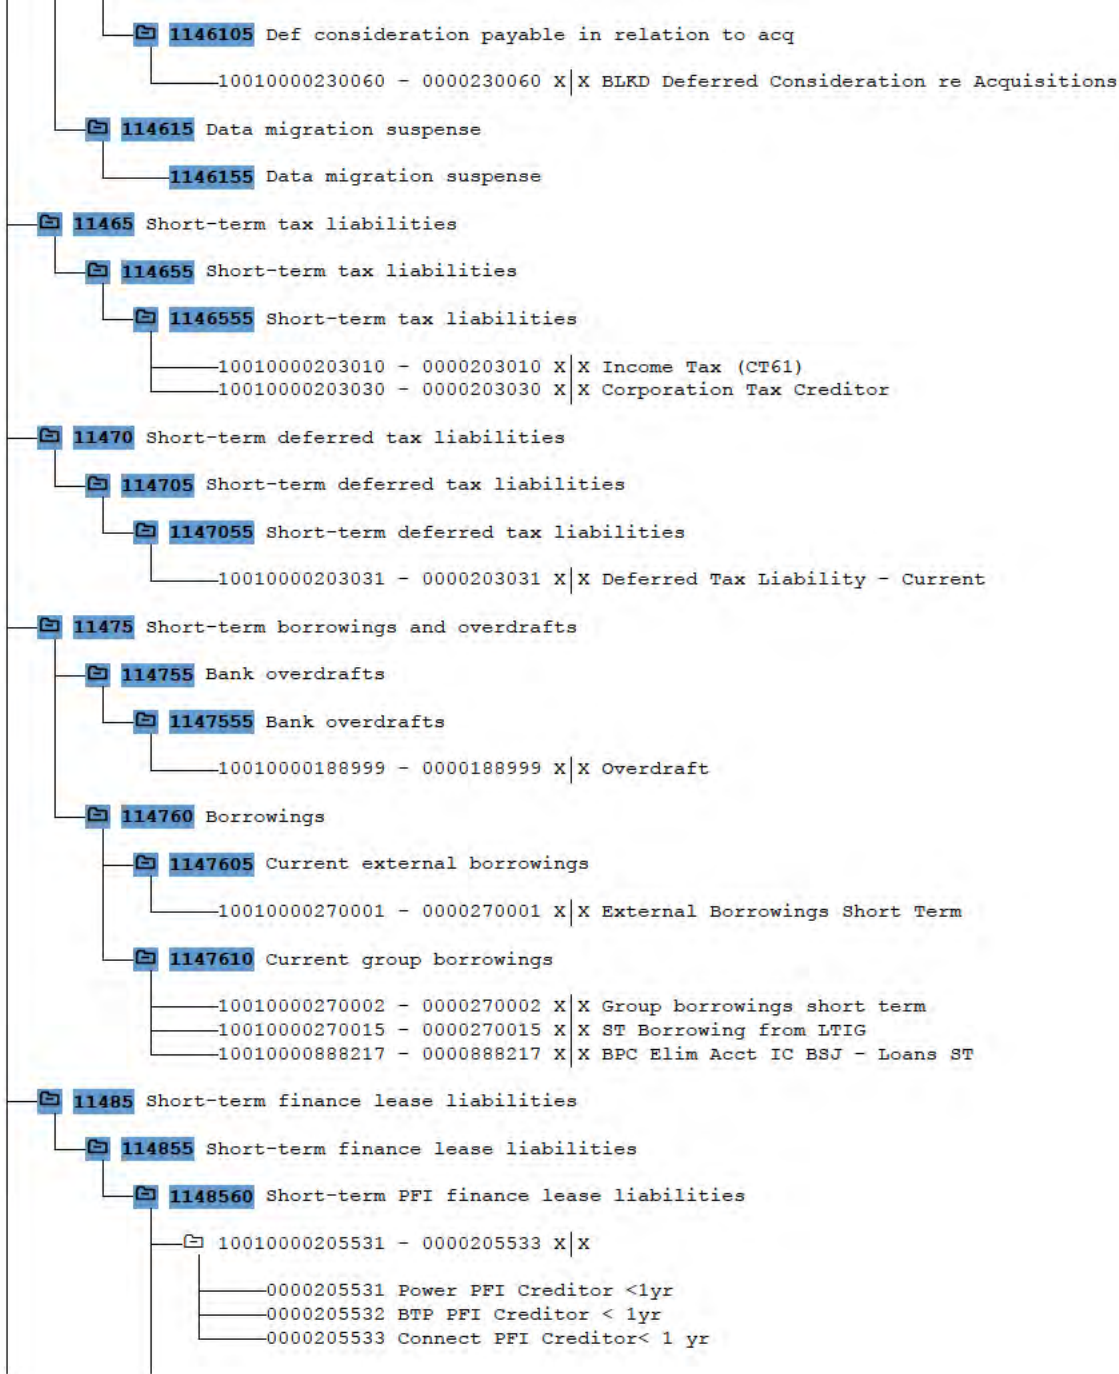 1146105 Def consideration payable in relation to acq
10010000230060 - 0000230060 X|X BLKD Deferred Consideration re Acquisitions
114615 Data migration suspense
1146155 Data migration suspense
11465 Short-term tax liabilities
114655 Short-term tax liabilities
1146555 Short-term tax liabilities
10010000203010 - 0000203010 X|X Income Tax (CT61)
10010000203030 - 0000203030 X|X Corporation Tax Creditor
11470 Short-term deferred tax liabilities
114705 Short-term deferred tax liabilities
1147055 Short-term deferred tax liabilities
10010000203031 - 0000203031 X|X Deferred Tax Liability - Current
11475 Short-term borrowings and overdrafts
114755 Bank overdrafts
1147555 Bank overdrafts
10010000188999 - 0000188999 X|X Overdraft
114760 Borrowings
1147605 Current external borrowings
10010000270001 - 0000270001 X|X External Borrowings Short Term
1147610 Current group borrowings
10010000270002 - 0000270002 X|X Group borrowings short term
10010000270015 - 0000270015 X|X ST Borrowing from LTIG
10010000888217 - 0000888217 X|X BPC Elim Acct IC BSJ - Loans ST
11485 Short-term finance lease liabilities
114855 Short-term finance lease liabilities
1148560 Short-term PFI finance lease liabilities
10010000205531 - 0000205533 X|X
0000205531 Power PFI Creditor <1yr
0000205532 BTP PFI Creditor < 1yr
0000205533 Connect PFI Creditor< 1 yr